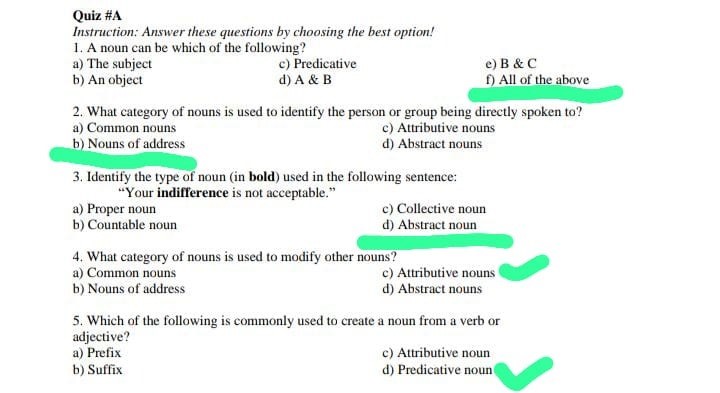 Quiz #A
Instruction: Answer these questions by choosing the best option!
1. A noun can be which of the following?
a) The subject c) Predicative e) B & C
b) An object d) A & B f) All of the above
2. What category of nouns is used to identify the person or group being directly spoken to?
a) Common nouns c) Attributive nouns
b) Nouns of address d) Abstract nouns
3. Identify the type of noun (in bold) used in the following sentence:
“Your indifference is not acceptable.”
a) Proper noun c) Collective noun
b) Countable noun d) Abstract noun
4. What category of nouns is used to modify other nouns?
a) Common nouns c) Attributive nouns
b) Nouns of address d) Abstract nouns
5. Which of the following is commonly used to create a noun from a verb or
adjective?
a) Prefix c) Attributive noun
b) Suffix d) Predicative noun